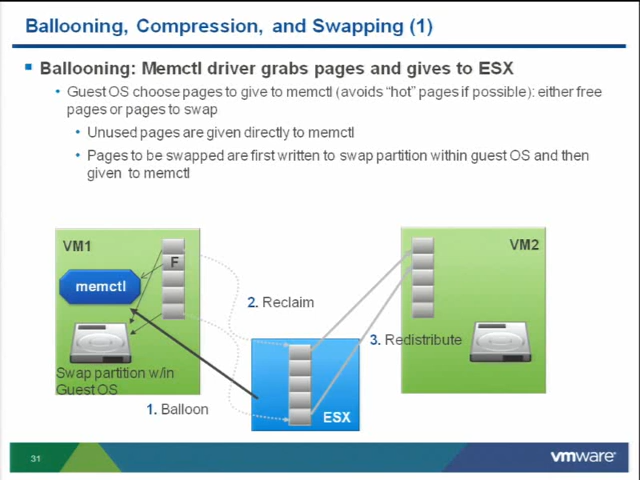 Ballooning, Compression, and Swapping (1)
Ballooning: Memctl driver grabs pages and gives to ESX
Guest OS choose pages to give to memctl (avoids “hot” pages if possible): either free
pages or pages to swap
Unused pages are given directly to memctl
Pages to be swapped are first written to swap partition within guest OS and then
given to memctl
VM1
F
memctl
Swap partition w/in
Guest OS
1. Balloon
2. Reclaim
ESX
3. Redistribute
VM2
31
vmware®